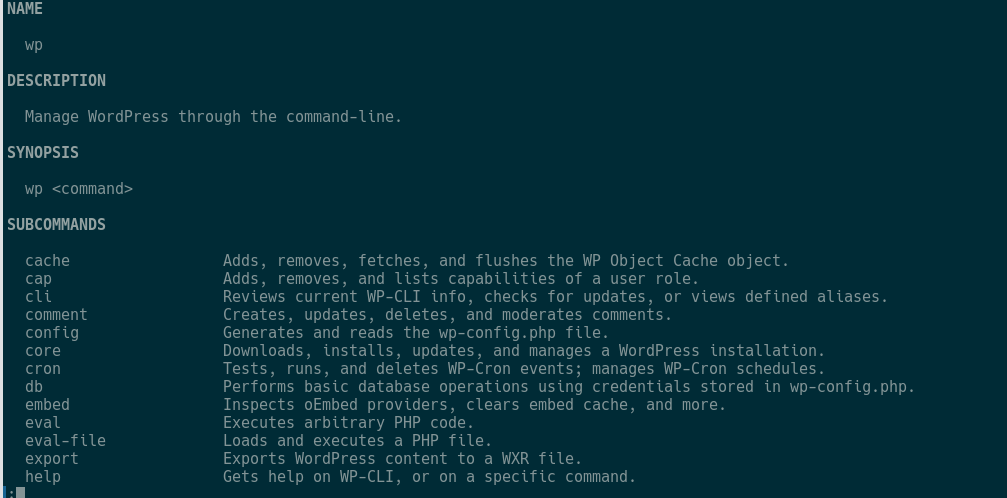 NAME
wp
DESCRIPTION
Manage WordPress through the command-line.
SYNOPSIS
wp <command>
SUBCOMMANDS
cache Adds, removes, fetches, and flushes the WP Object Cache object.
cap Adds, removes, and lists capabilities of a user role.
cli Reviews current WP-CLI info, checks for updates, or views defined aliases.
comment Creates, updates, deletes, and moderates comments.
config Generates and reads the wp-config.php file.
core Downloads, installs, updates, and manages a WordPress installation.
cron Tests, runs, and deletes WP-Cron events; manages WP-Cron schedules.
db Performs basic database operations using credentials stored in wp-config.php.
embed Inspects oEmbed providers, clears embed cache, and more.
eval Executes arbitrary PHP code.
eval-file Loads and executes a PHP file.
export Exports WordPress content to a WXR file.
help Gets help on WP-CLI, or on a specific command.
: